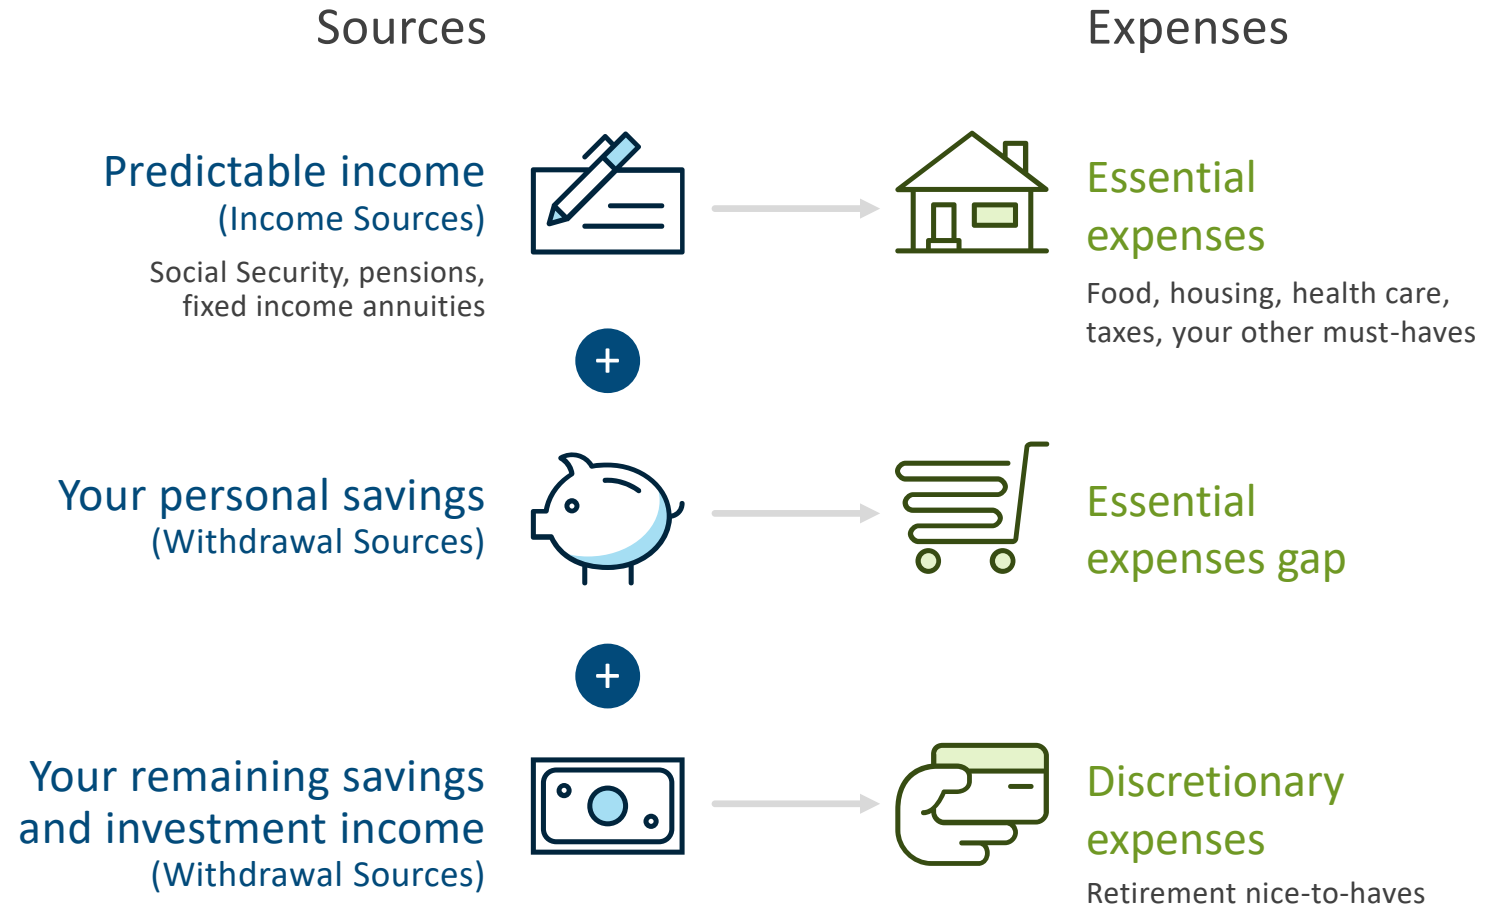 Sources
Expenses
Predictable income
(Income Sources)
Social Security, pensions,
fixed income annuities
Essential
expenses
Food, housing, health care,
taxes, your other must-haves
+
Your personal savings
(Withdrawal Sources)
Essential
expenses gap
+
Your remaining savings
and investment income
(Withdrawal Sources)
Discretionary
expenses
Retirement nice-to-haves